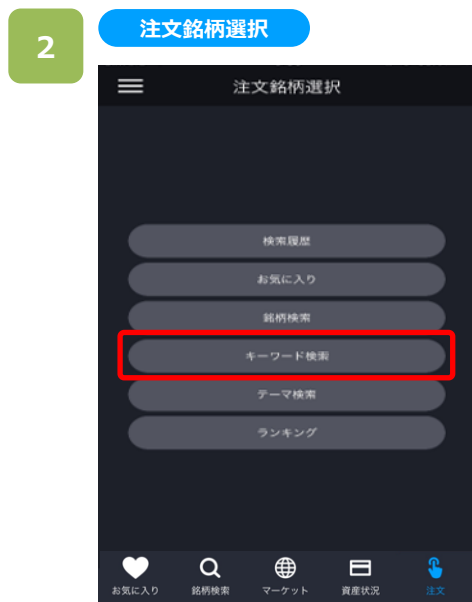 2
注文銘柄選択
注文銘柄選択
検索履歴
お気に入り
銘柄検索
キーワード検索
テーマ検索
ランキング
お気に入り
銘柄検索
マーケット
資産状況
注文